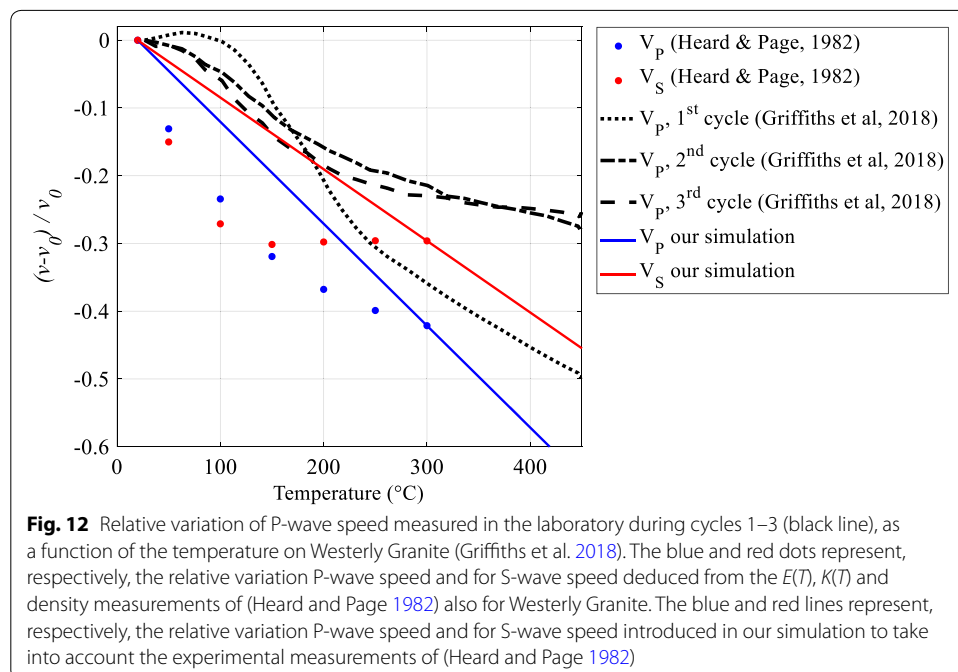 0
-0.1
-0.2
-0.3
-0.4
-0.5
-0.6
(v-v0) / v0
0
100
200
300
400
Temperature (°C)
VP (Heard & Page, 1982)
VS (Heard & Page, 1982)
VP, 1st cycle (Griffiths et al, 2018)
VP, 2nd cycle (Griffiths et al, 2018)
VP, 3rd cycle (Griffiths et al, 2018)
VP our simulation
VS our simulation
Fig. 12 Relative variation of P-wave speed measured in the laboratory during cycles 1–3 (black line), as
a function of the temperature on Westerly Granite (Griffiths et al. 2018). The blue and red dots represent,
respectively, the relative variation P-wave speed and for S-wave speed deduced from the E(T), K(T) and
density measurements of (Heard and Page 1982) also for Westerly Granite. The blue and red lines represent,
respectively, the relative variation P-wave speed and for S-wave speed introduced in our simulation to take
into account the experimental measurements of (Heard and Page 1982)